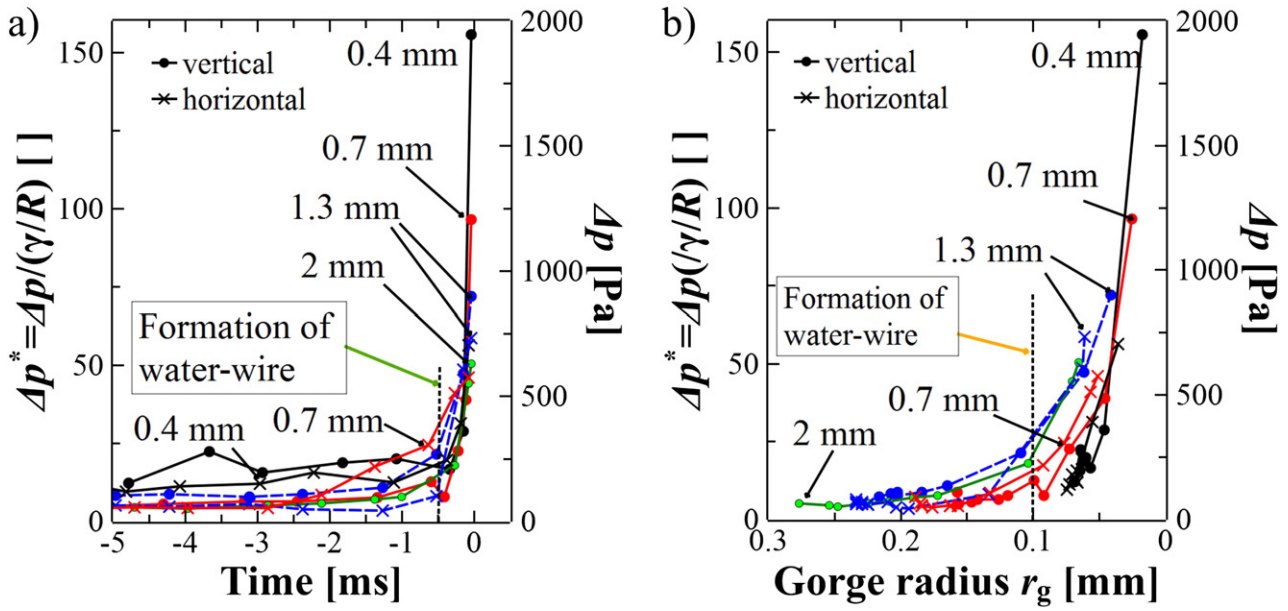 a)
150
100
50
0
Δp*=Δp/(γ/R) [ ]
vertical
horizontal
0.4 mm
0.7 mm
1.3 mm
2 mm
Formation of
water-wire
0.7 mm
0.4 mm
2000
1500
1000
500
0
Δp [Pa]
-5
-4
-3
-2
-1
0
Time [ms]
b)
150
100
50
0
Δp*=Δp(/γ/R) [ ]
vertical
horizontal
0.4 mm
0.7 mm
1.3 mm
Formation of
water-wire
0.7 mm
2 mm
2000
1500
1000
500
0
Δp [Pa]
0.3
0.2
0.1
0
Gorge radius rg [mm]